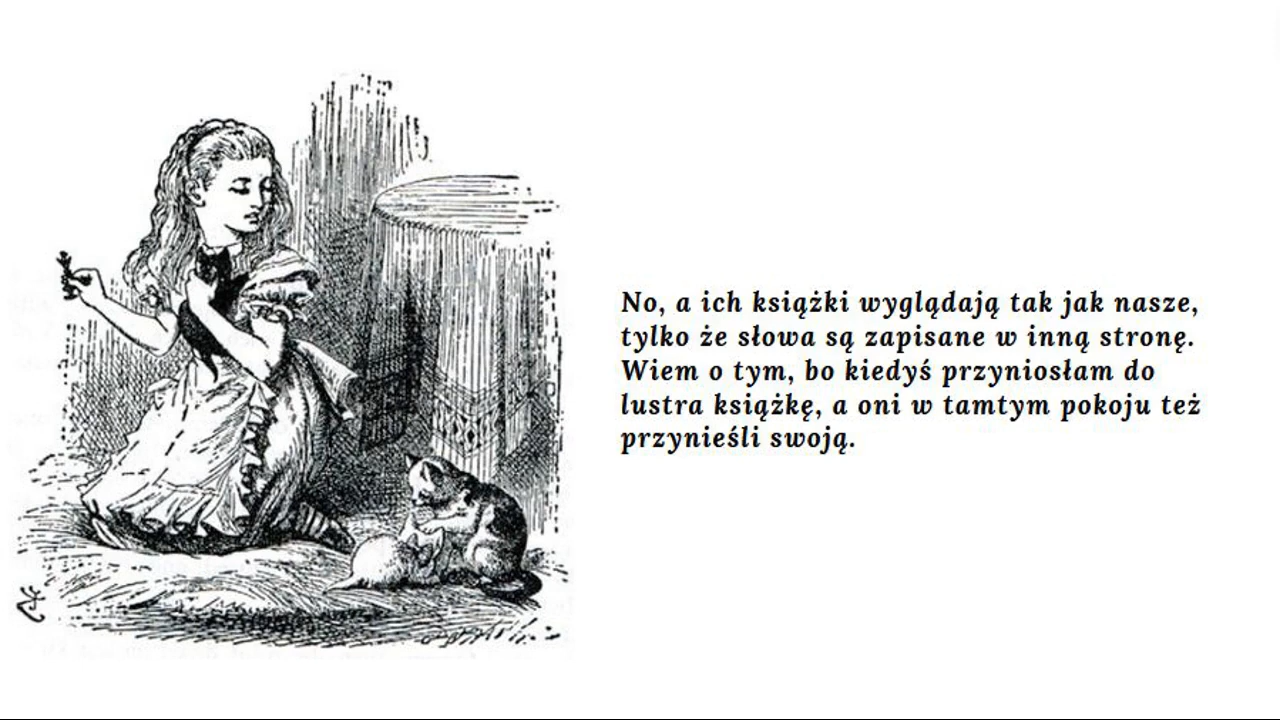 No, a ich książki wyglądają tak jak nasze,
tylko że słowa są zapisane w inną stronę.
Wiem o tym, bo kiedyś przyniosłam do
lustra książkę, a oni w tamtym pokoju też
przynieśli swoją.